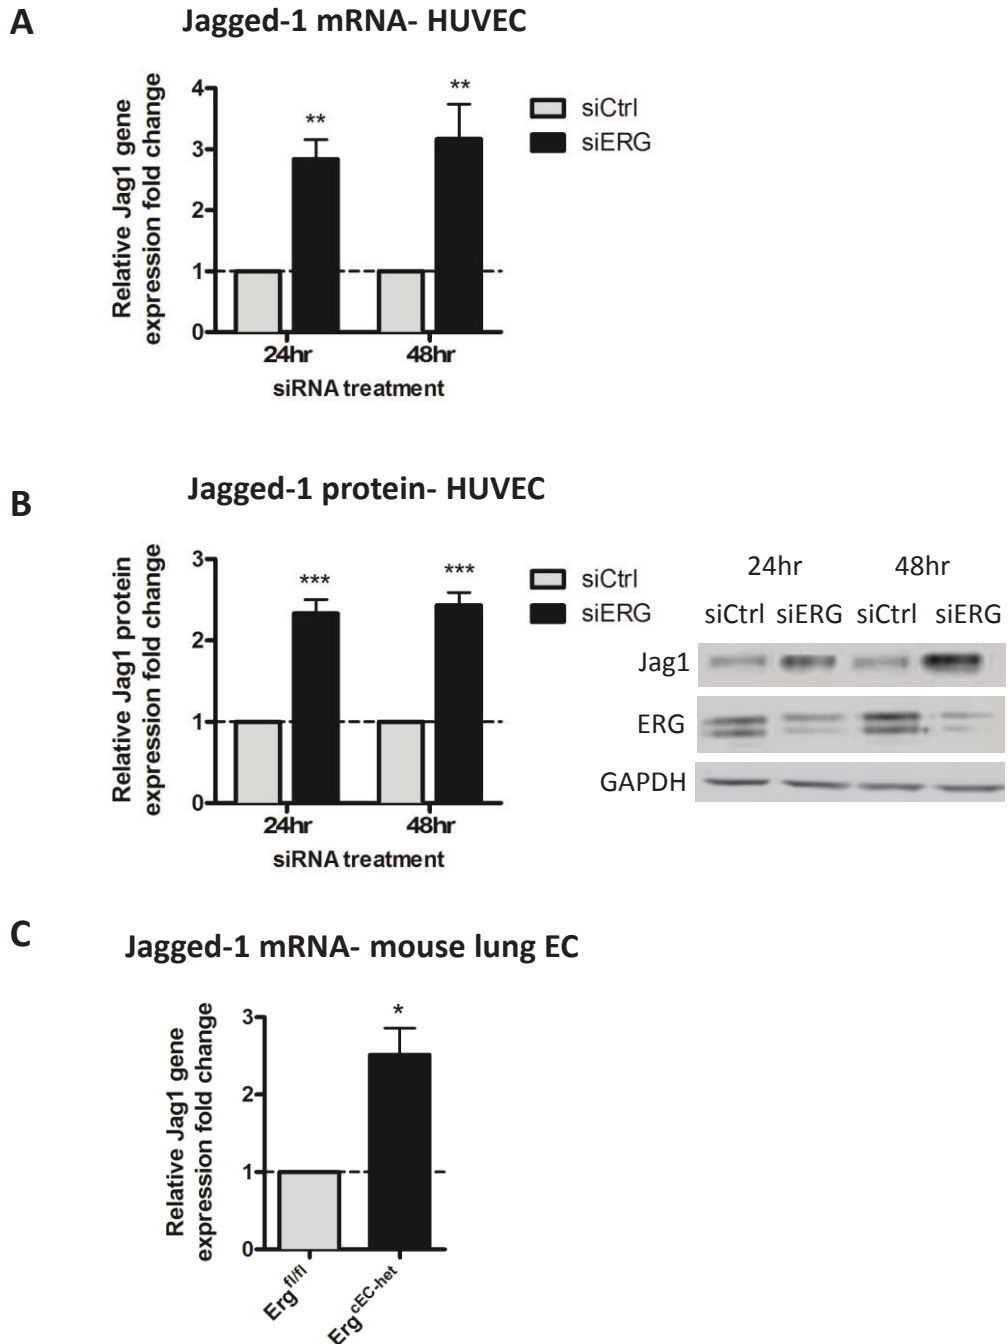 A
Jagged-1 mRNA- HUVEC
Relative Jag1 gene
expression fold change
4
3
2
1
0
**
**
siCtrl
siERG
24hr
48hr
siRNA treatment
B
Jagged-1 protein- HUVEC
Relative Jag1 protein
expression fold change
3
2
1
0
***
***
siCtrl
siERG
24hr
48hr
siRNA treatment
24hr 48hr
siCtrl siERG siCtrl siERG
Jag1
ERG
GAPDH
C
Jagged-1 mRNA- mouse lung EC
Relative Jag1 gene
expression fold change
3
2
1
0
*
Erg fl/fl
Erg cEC-het